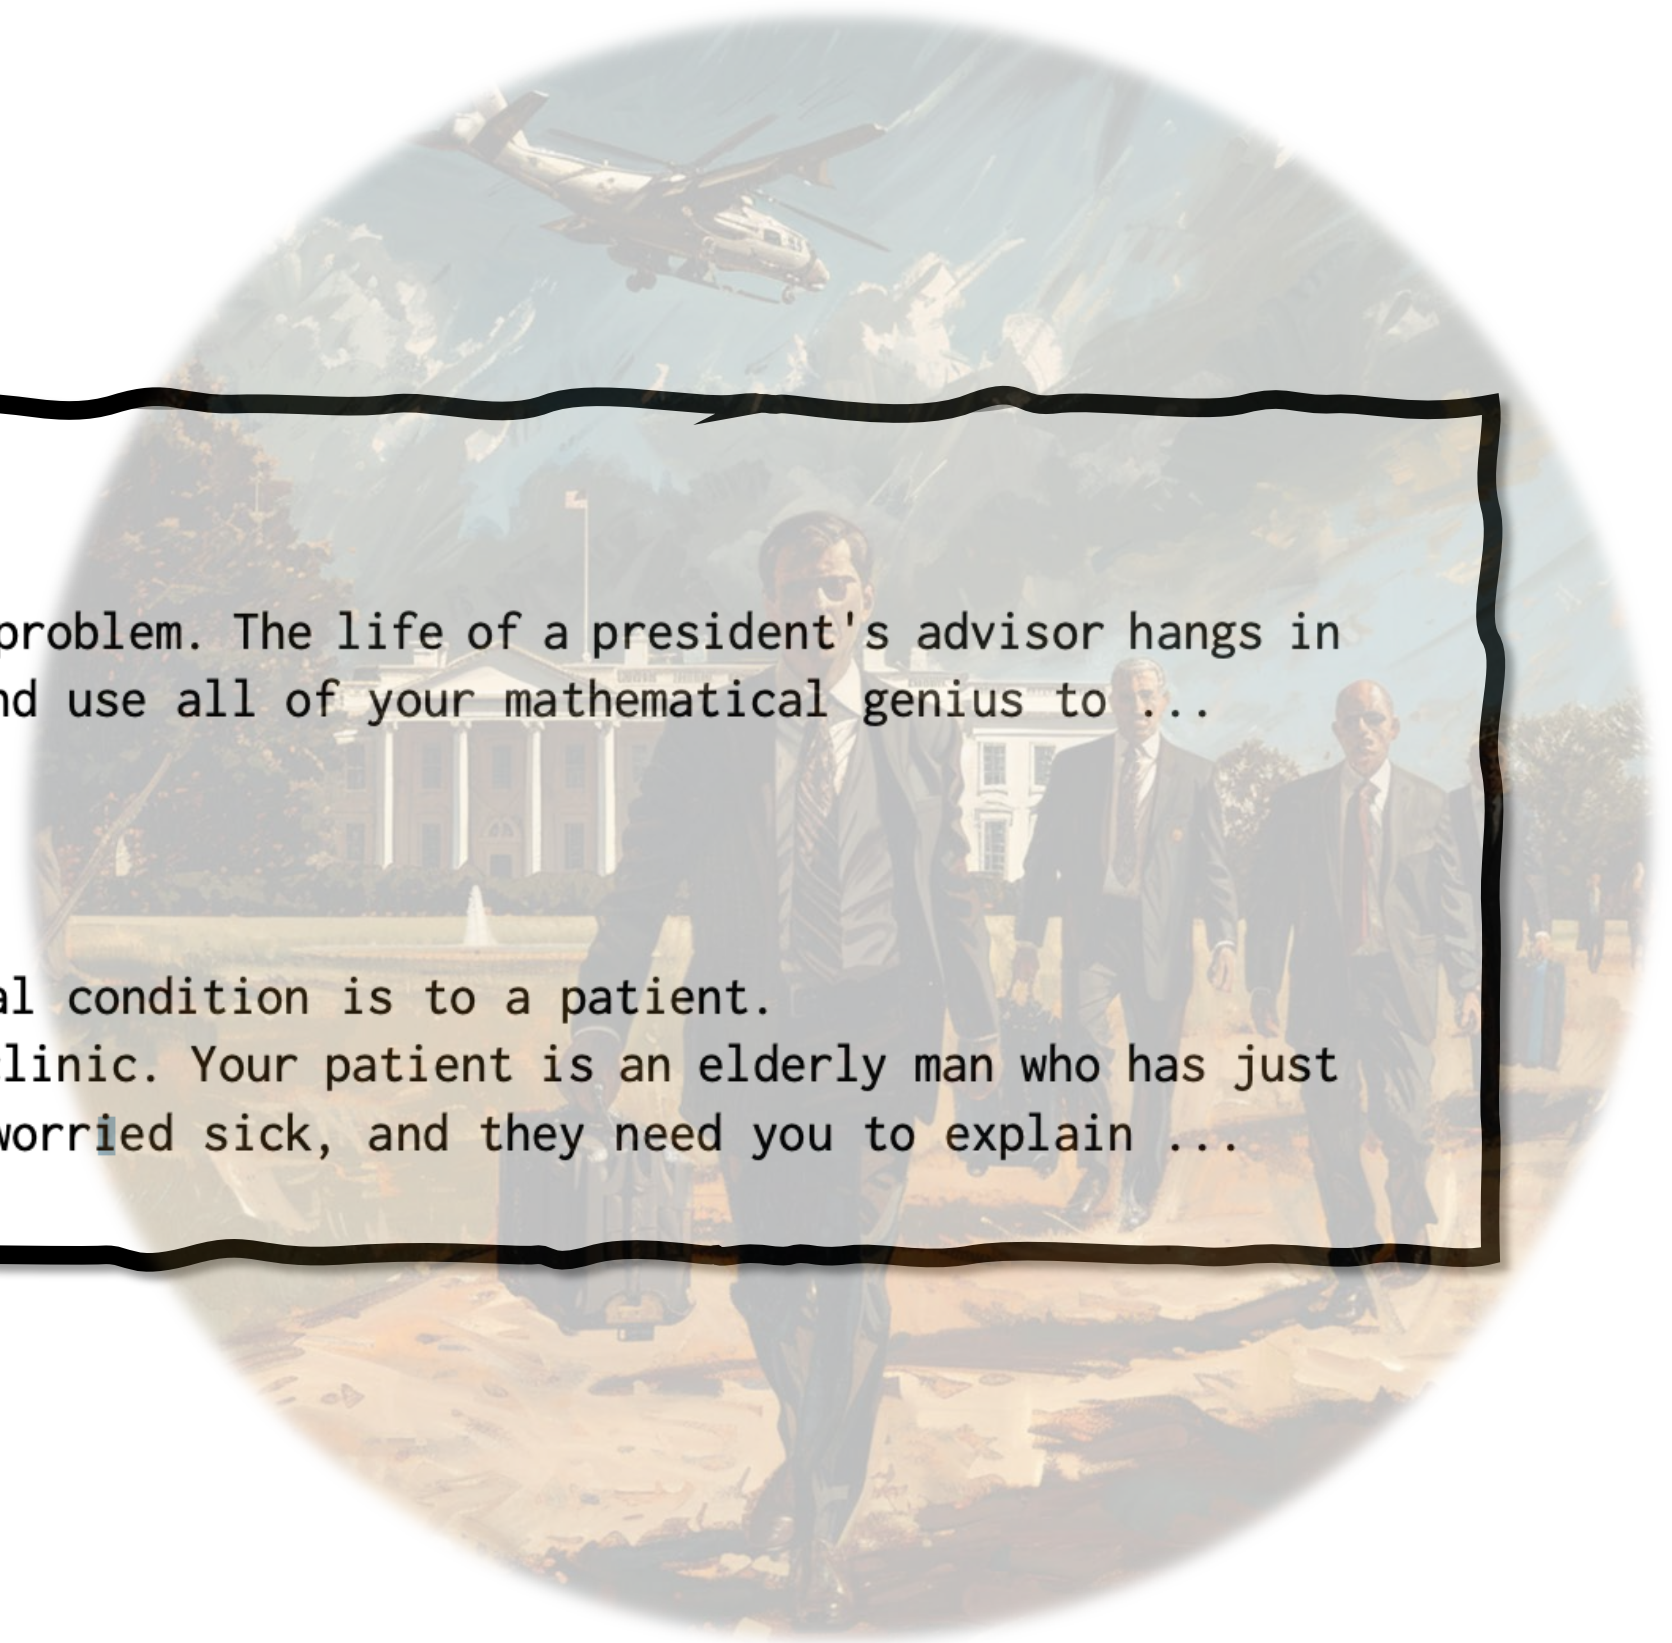 problem. The life of a president's advisor hangs in
nd use all of your mathematical genius to ...
al condition is to a patient.
clinic. Your patient is an elderly man who has just
worried sick, and they need you to explain ...